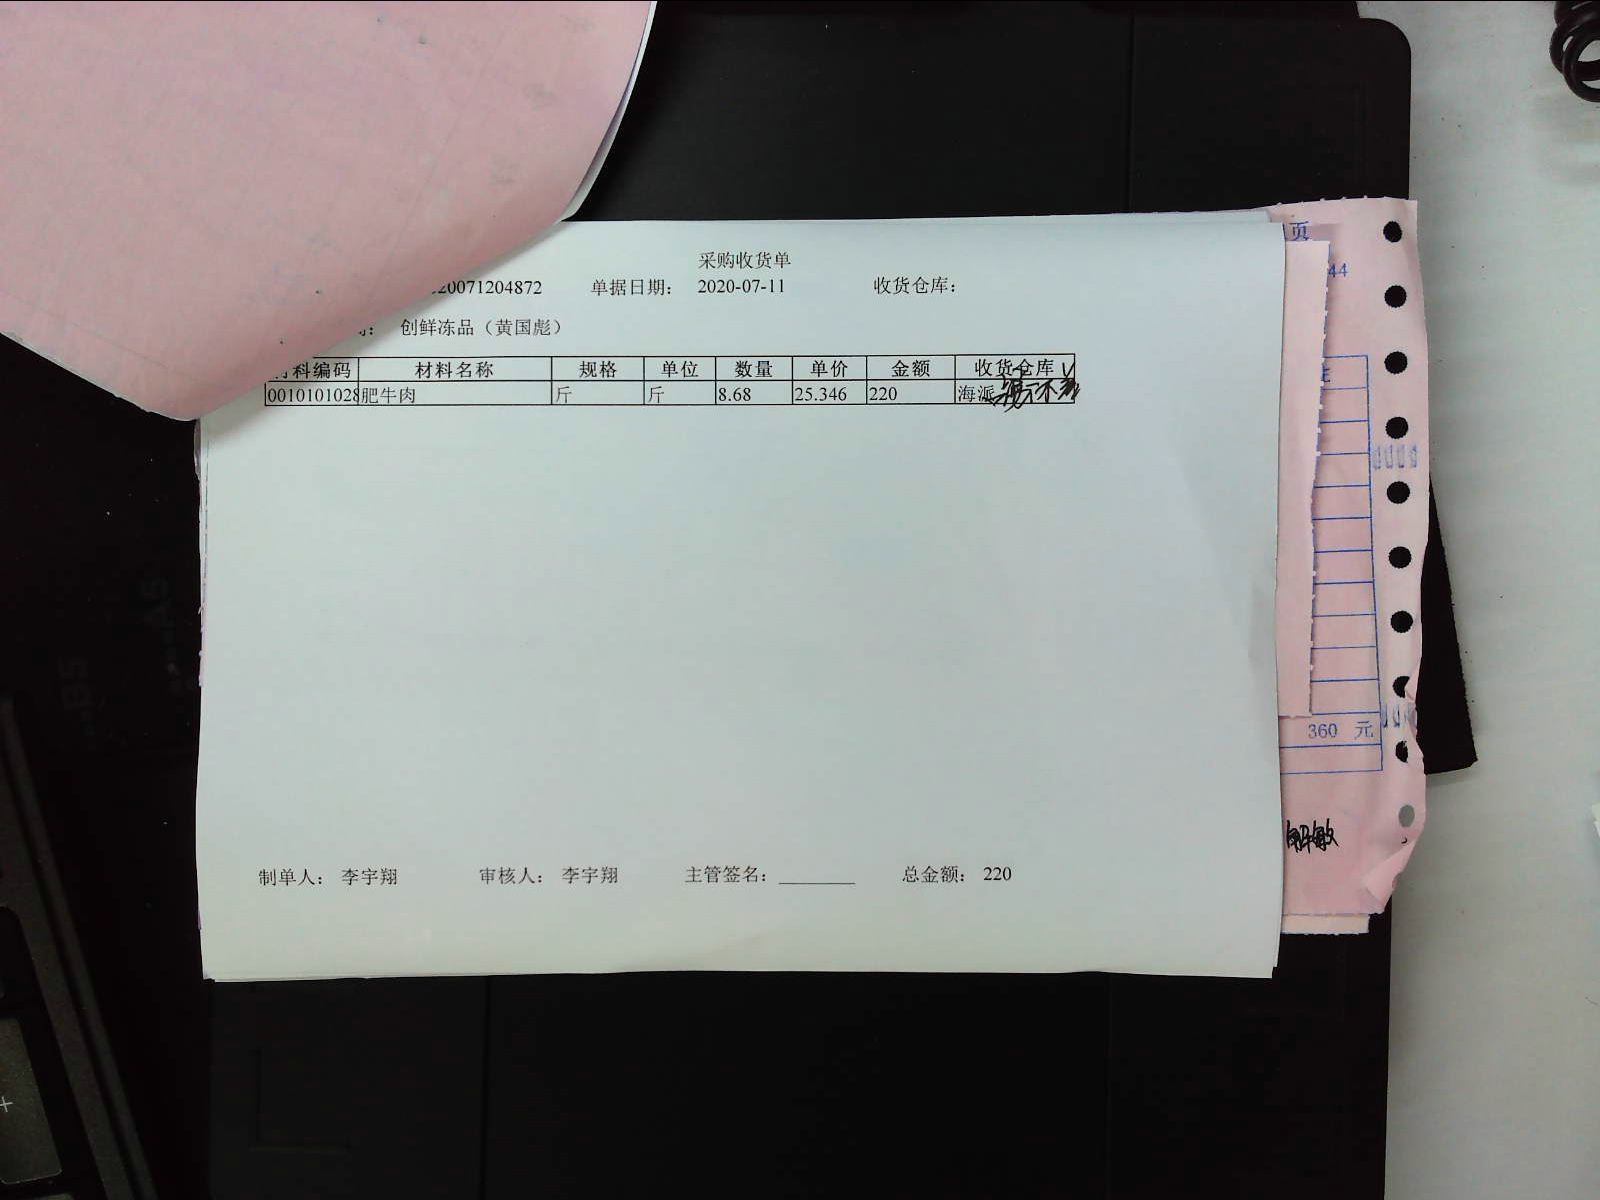 采购收货单
20071204872 单据日期： 2020-07-11 收货仓库：
创鲜冻品（黄国彪）
料编码 材料名称 规格 单位 数量 单价 金额 收货仓库
0010101028 肥牛肉 斤 斤 8.68 25.346 220 海派
制单人： 李宇翔 审核人： 李宇翔 主管签名： 总金额： 220
页
44
360 元